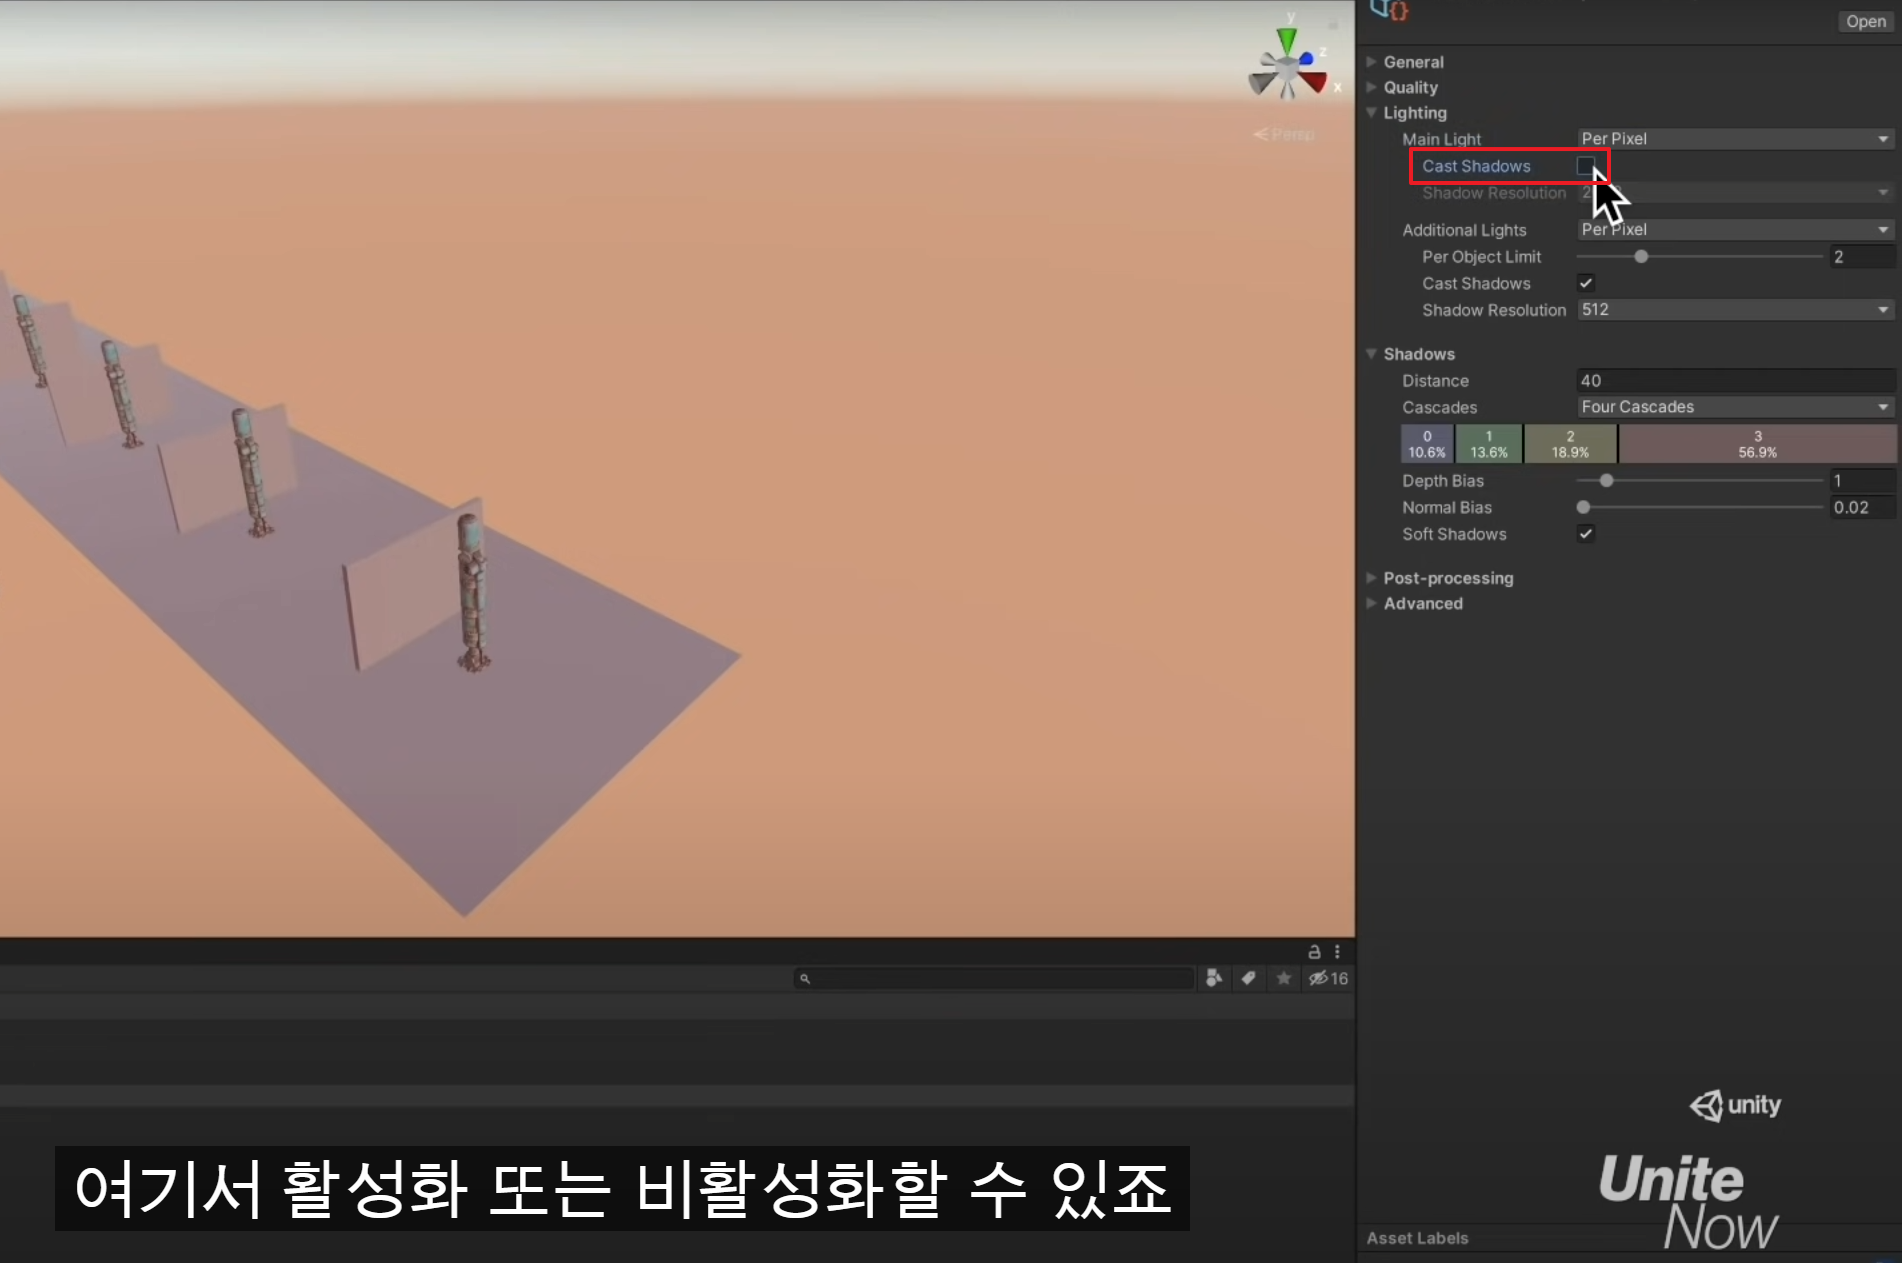 y
z
x
Persp
Open
General
Quality
Lighting
Main Light Per Pixel
Cast Shadows
Shadow Resolution
Additional Lights Per Pixel
Per Object Limit 2
Cast Shadows
Shadow Resolution 512
Shadows
Distance 40
Cascades Four Cascades
0 1 2 3
10.6% 13.6% 18.9% 56.9%
Depth Bias 1
Normal Bias 0.02
Soft Shadows
Post-processing
Advanced
16
unity
여기서 활성화 또는 비활성화할 수 있죠
Unite
Now
Asset Labels